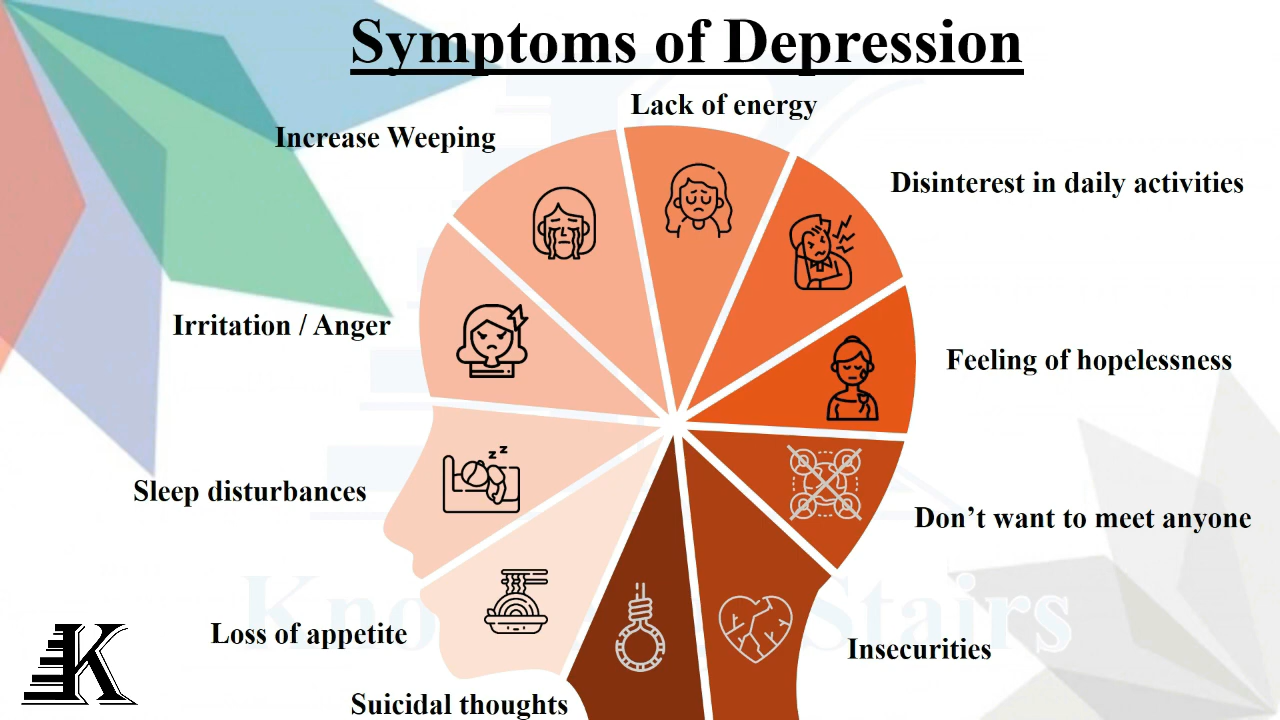 Symptoms of Depression
Lack of energy
Increase Weeping
Disinterest in daily activities
Irritation / Anger
Feeling of hopelessness
z z
Sleep disturbances
Don’t want to meet anyone
Loss of appetite
Insecurities
Suicidal thoughts
K
Stairs